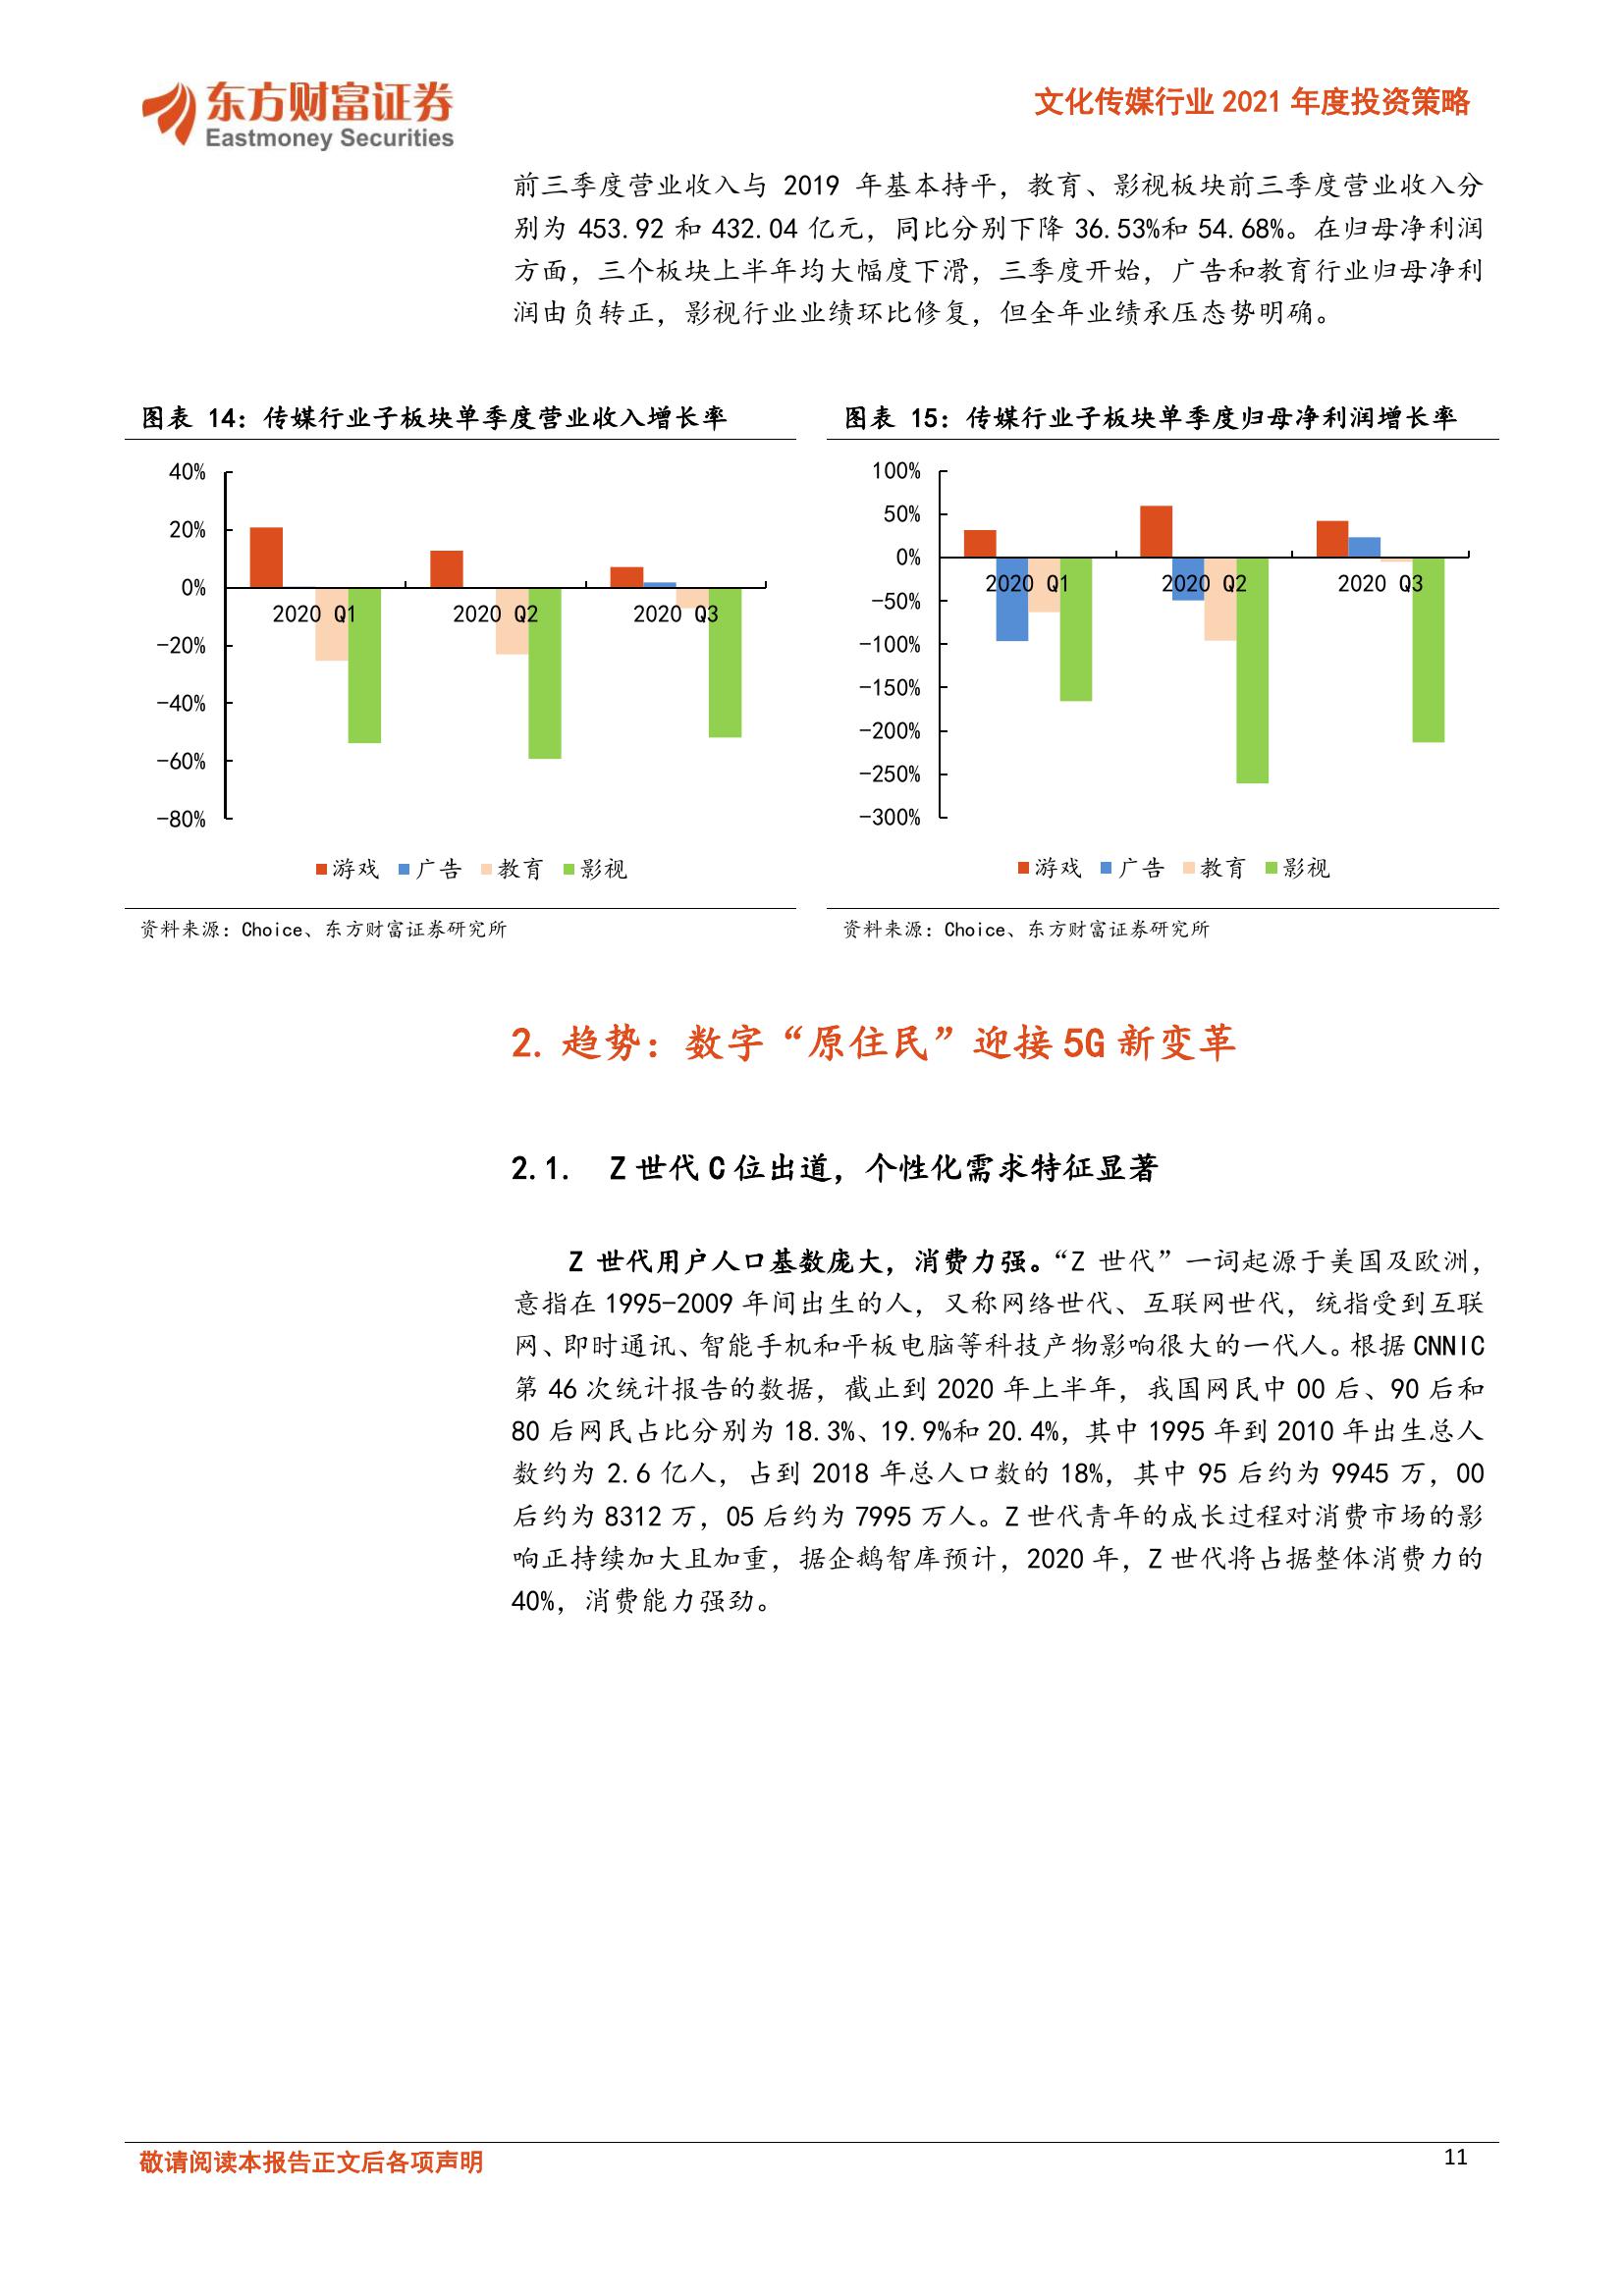 东方财富证券
Eastmoney Securities
文化传媒行业 2021 年度投资策略
前三季度营业收入与 2019 年基本持平，教育、影视板块前三季度营业收入分
别为 453.92 和 432.04 亿元，同比分别下降 36.53%和 54.68%。在归母净利润
方面，三个板块上半年均大幅度下滑，三季度开始，广告和教育行业归母净利
润由负转正，影视行业业绩环比修复，但全年业绩承压态势明确。
图表 14：传媒行业子板块单季度营业收入增长率
40%
20%
0%
-20%
-40%
-60%
-80%
2020 Q1
2020 Q2
2020 Q3
游戏 广告 教育 影视
资料来源：Choice、东方财富证券研究所
图表 15：传媒行业子板块单季度归母净利润增长率
100%
50%
0%
-50%
-100%
-150%
-200%
-250%
-300%
2020 Q1
2020 Q2
2020 Q3
游戏 广告 教育 影视
资料来源：Choice、东方财富证券研究所
2. 趋势：数字“原住民”迎接 5G 新变革
2.1. Z 世代 C 位出道，个性化需求特征显著
Z 世代用户人口基数庞大，消费力强。“Z 世代”一词起源于美国及欧洲，
意指在 1995-2009 年间出生的人，又称网络世代、互联网世代，统指受到互联
网、即时通讯、智能手机和平板电脑等科技产物影响很大的一代人。根据 CNNIC
第 46 次统计报告的数据，截止到 2020 年上半年，我国网民中 00 后、90 后和
80 后网民占比分别为 18.3%、19.9%和 20.4%，其中 1995 年到 2010 年出生总人
数约为 2.6 亿人，占到 2018 年总人口数的 18%，其中 95 后约为 9945 万，00
后约为 8312 万，05 后约为 7995 万人。Z 世代青年的成长过程对消费市场的影
响正持续加大且加重，据企鹅智库预计，2020 年，Z 世代将占据整体消费力的
40%，消费能力强劲。
敬请阅读本报告正文后各项声明
11